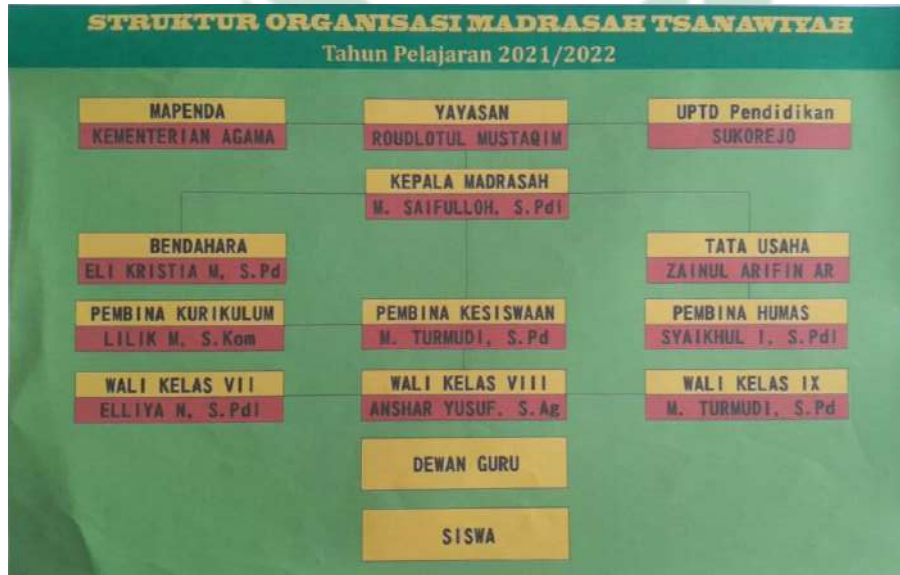 STRUKTUR ORGANISASI MADRASAH TSANAWIYAH
Tahun Pelajaran 2021/2022
MAPENDA
KEMENTERIAN AGAMA
YAYASAN
ROUDLOTUL MUSTAQIM
UPTD Pendidikan
SUKOREJO
KEPALA MADRASAH
M. SAIFULLOH, S.PdI
BENDAHARA
ELI KRISTIA M, S.Pd
TATA USAHA
ZAINUL ARIFIN AR
PEMBINA KURIKULUM
LILIK M, S.Kom
PEMBINA KESISWAAN
M. TURMUDI, S.Pd
PEMBINA HUMAS
SYAIKHUL I, S.PdI
WALI KELAS VII
ELLIYA N, S.PdI
WALI KELAS VIII
ANSHAR YUSUF, S.Ag
WALI KELAS IX
M. TURMUDI, S.Pd
DEWAN GURU
SISWA